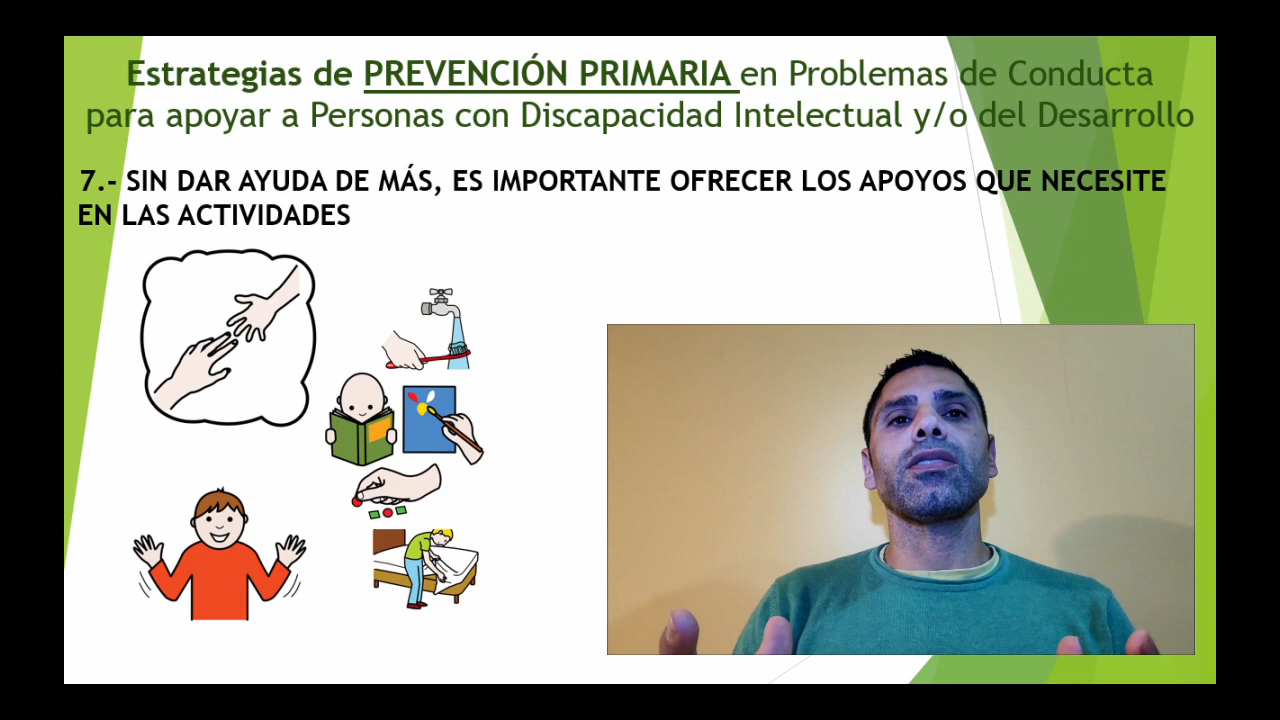 Estrategias de PREVENCIÓN PRIMARIA en Problemas de Conducta
para apoyar a Personas con Discapacidad Intelectual y/o del Desarrollo
7.- SIN DAR AYUDA DE MÁS, ES IMPORTANTE OFRECER LOS APOYOS QUE NECESITE
EN LAS ACTIVIDADES